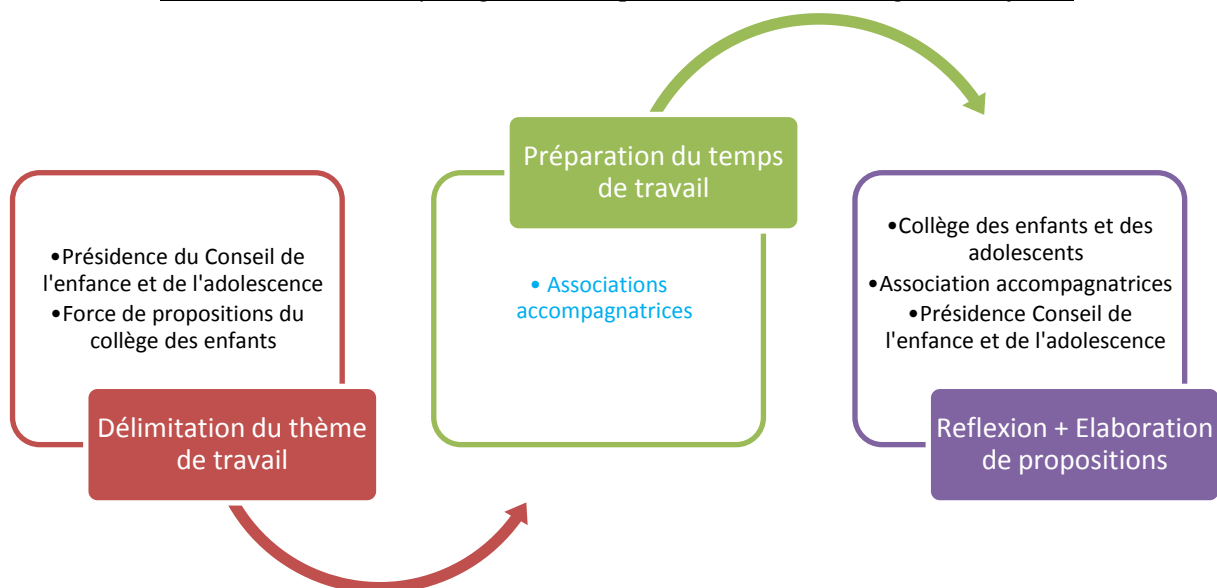 •Présidence du Conseil de
l'enfance et de l'adolescence
•Force de propositions du
collège des enfants
Délimitation du thème
de travail
Préparation du temps
de travail
• Associations
accompagnatrices
•Collège des enfants et des
adolescents
•Association accompagnatrices
•Présidence Conseil de
l'enfance et de l'adolescence
Reflexion + Elaboration
de propositions